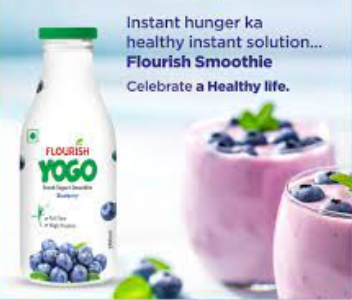 Instant hunger ka
healthy instant solution...
Flourish Smoothie
Celebrate a Healthy life.
FLOURISH
YOGO
Blueberry